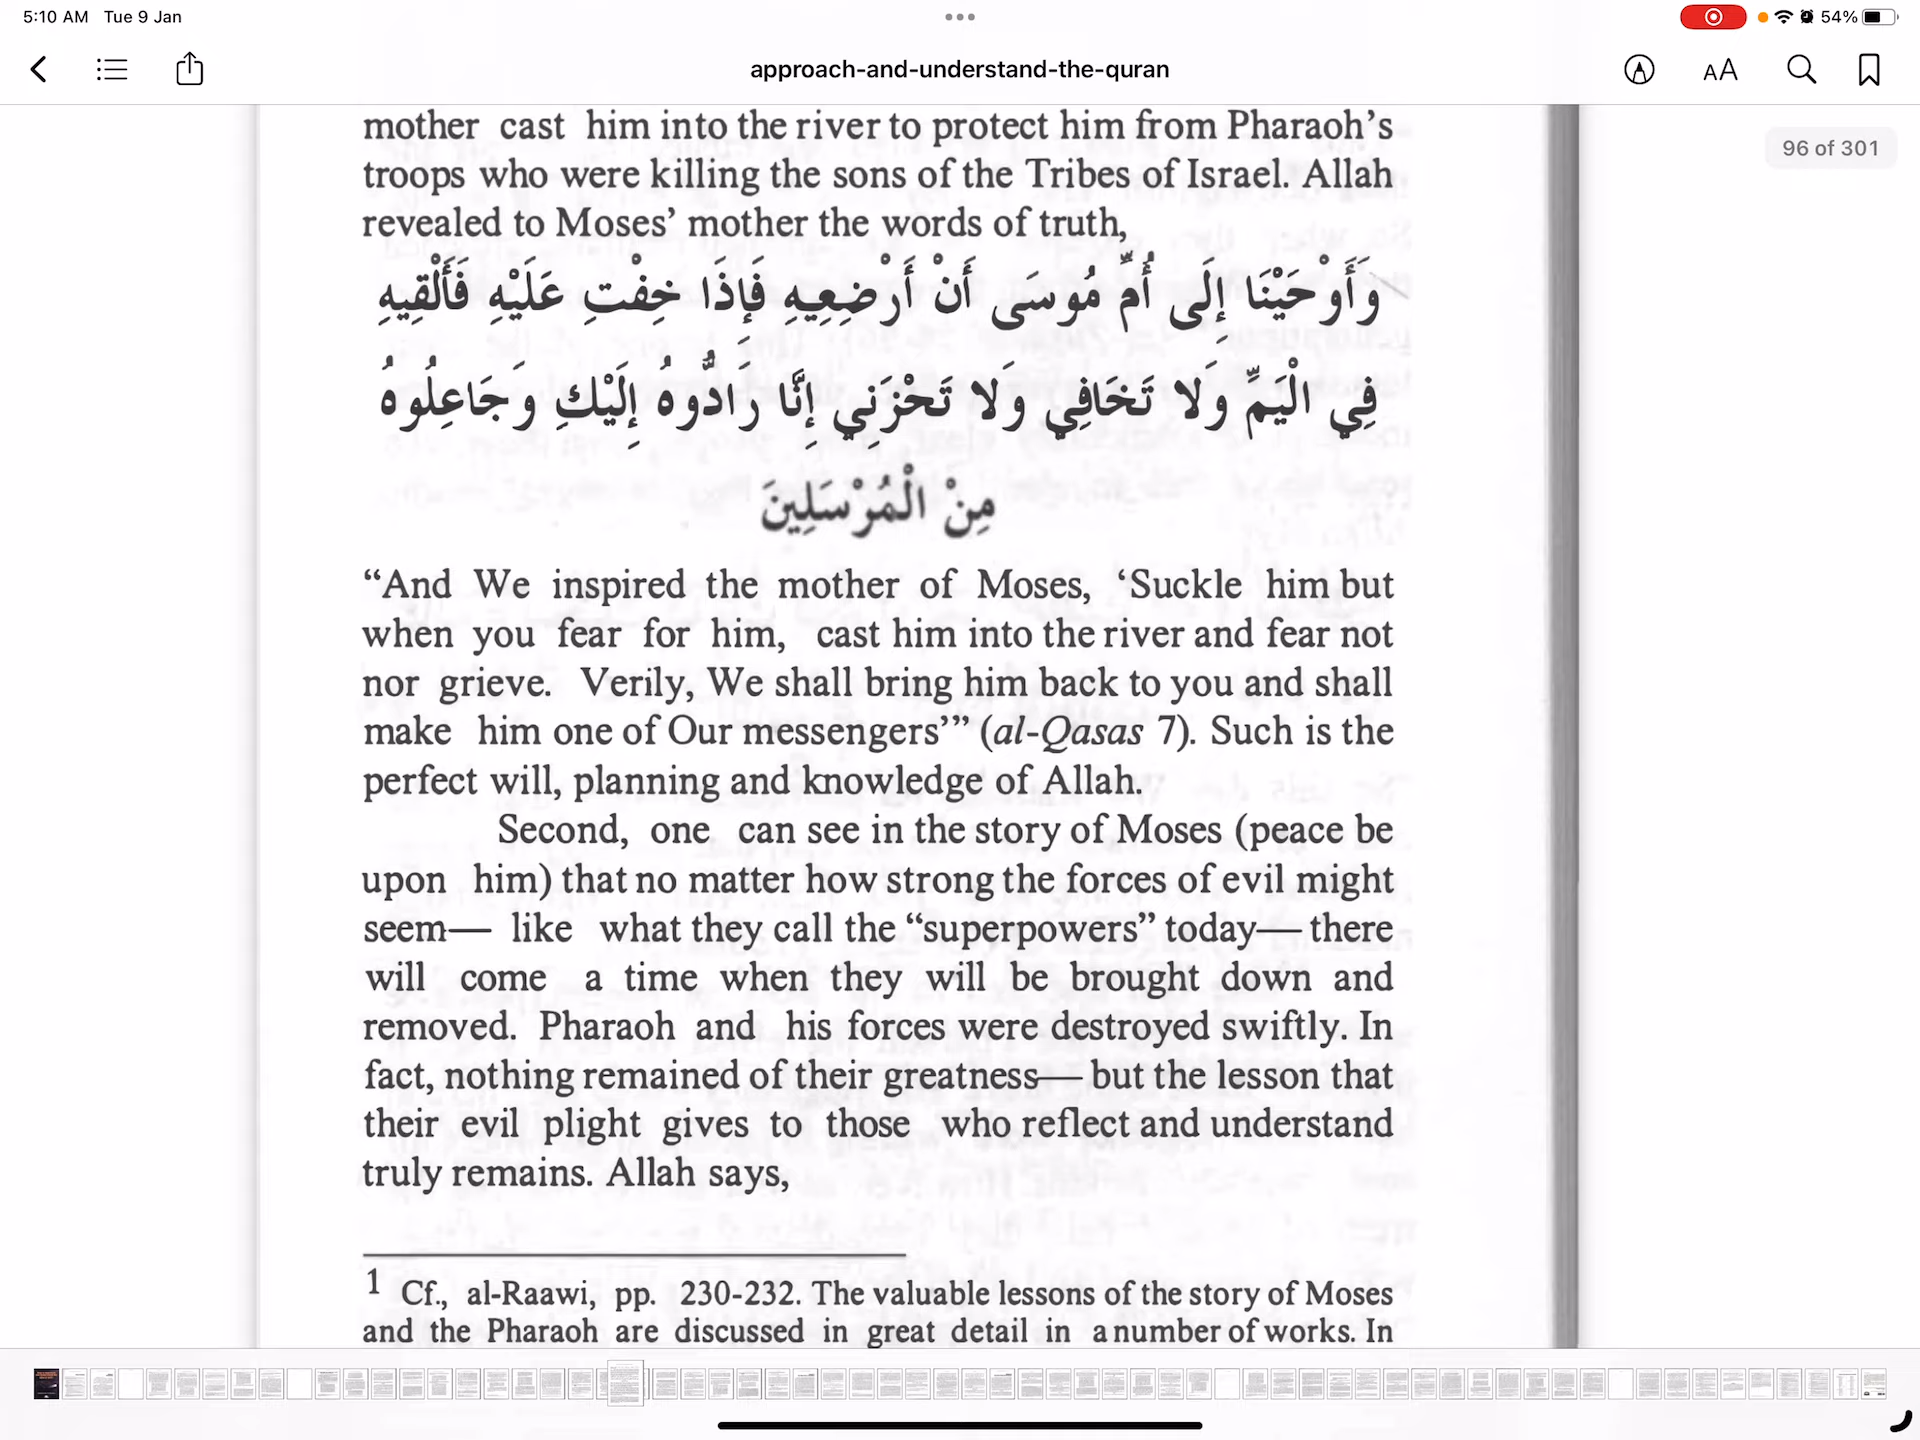 5:10 AM Tue 9 Jan
54%
approach-and-understand-the-quran
AA
96 of 301
mother cast him into the river to protect him from Pharaoh's
troops who were killing the sons of the Tribes of Israel. Allah
revealed to Moses' mother the words of truth,
وَأَوْحَيْنَا إِلَى أُمِّ مُوسَى أَنْ أَرْضِعِيهِ فَإِذَا خِفْتِ عَلَيْهِ فَأَلْقِيهِ
فِي الْيَمِّ وَلا تَخَافِي وَلا تَحْزَنِي إِنَّا رَادُّوهُ إِلَيْكِ وَجَاعِلُوهُ
مِنْ الْمُرْسَلِينَ
“And We inspired the mother of Moses, ‘Suckle him but
when you fear for him, cast him into the river and fear not
nor grieve. Verily, We shall bring him back to you and shall
make him one of Our messengers’” (al-Qasas 7). Such is the
perfect will, planning and knowledge of Allah.
Second, one can see in the story of Moses (peace be
upon him) that no matter how strong the forces of evil might
seem— like what they call the “superpowers” today— there
will come a time when they will be brought down and
removed. Pharaoh and his forces were destroyed swiftly. In
fact, nothing remained of their greatness— but the lesson that
their evil plight gives to those who reflect and understand
truly remains. Allah says,
1 Cf., al-Raawi, pp. 230-232. The valuable lessons of the story of Moses
and the Pharaoh are discussed in great detail in a number of works. In